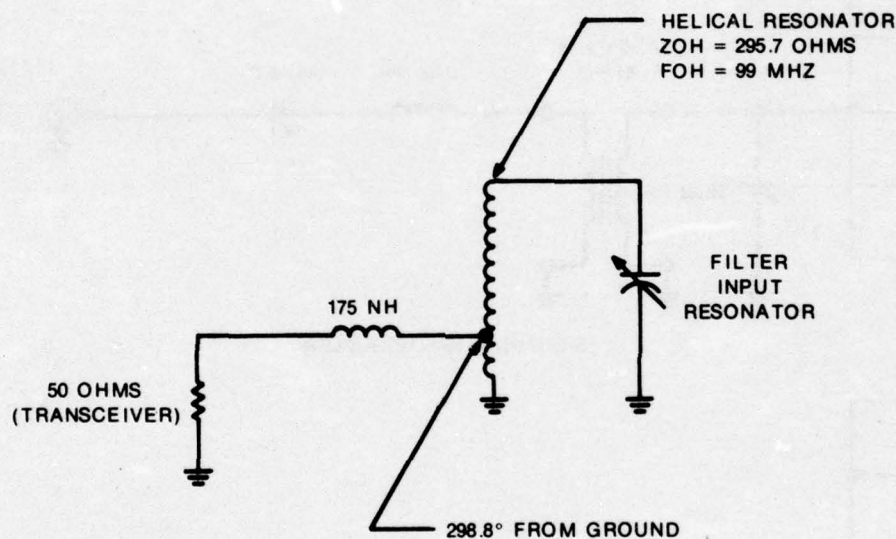 HELICAL RESONATOR
ZOH = 295.7 OHMS
FOH = 99 MHZ
FILTER
INPUT
RESONATOR
175 NH
50 OHMS
(TRANSCEIVER)
298.8° FROM GROUND